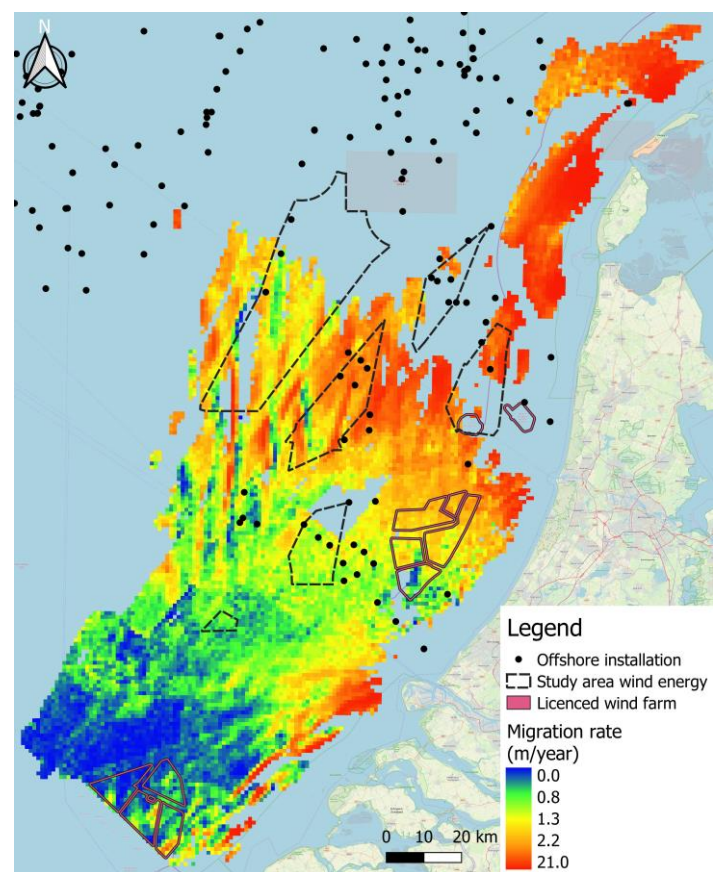 N
Legend
Offshore installation
Study area wind energy
Licenced wind farm
Migration rate
(m/year)
0.0
0.8
1.3
2.2
21.0
0 10 20 km